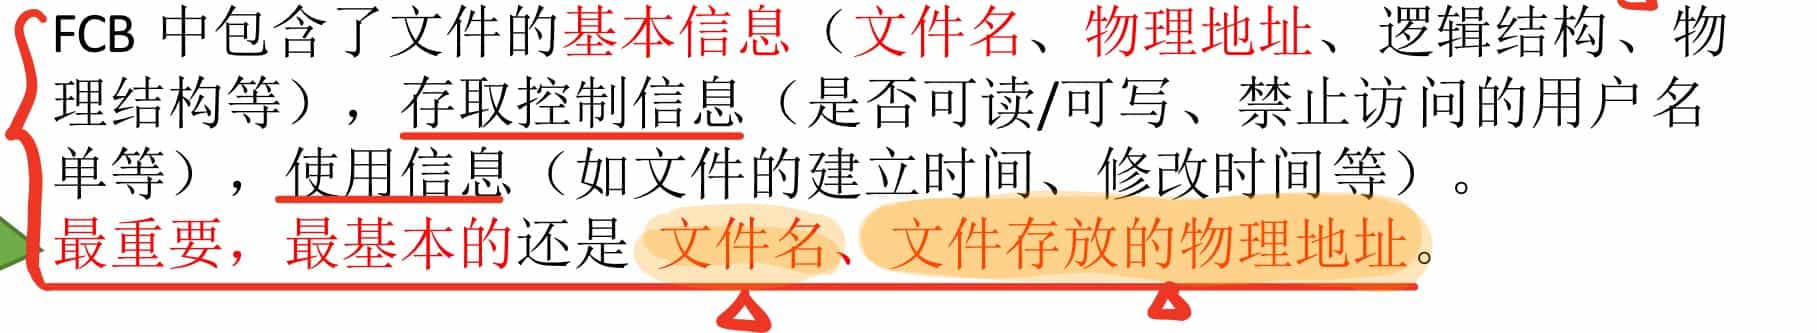 FCB 中包含了文件的基本信息（文件名、物理地址、逻辑结构、物
理结构等），存取控制信息（是否可读/可写、禁止访问的用户名
单等），使用信息（如文件的建立时间、修改时间等）。
最重要，最基本的还是 文件名、文件存放的物理地址。